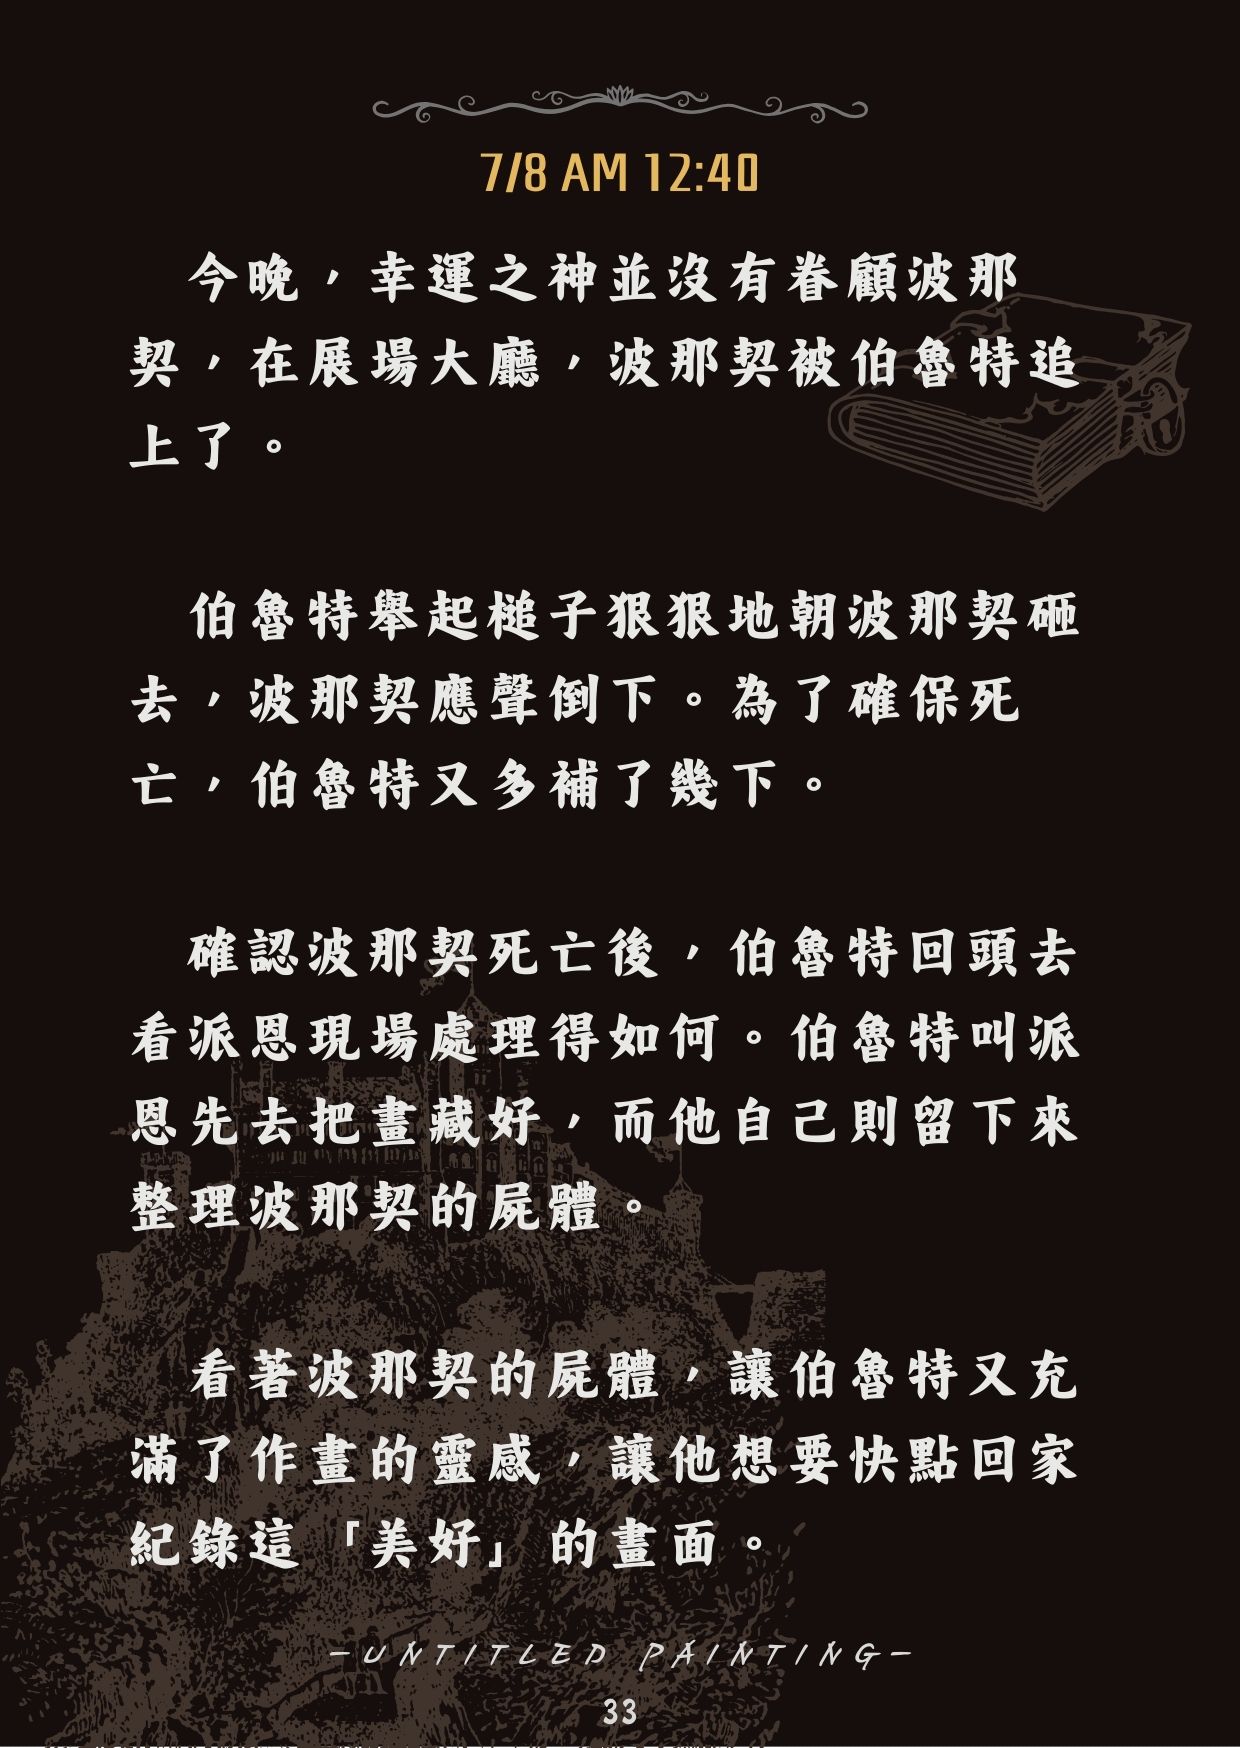 7/8 AM 12:40
今晚，幸運之神並沒有眷顧波那
契，在展場大廳，波那契被伯魯特追
上了。
伯魯特舉起槌子狠狠地朝波那契砸
去，波那契應聲倒下。為了確保死
亡，伯魯特又多補了幾下。
確認波那契死亡後，伯魯特回頭去
看派恩現場處理得如何。伯魯特叫派
恩先去把畫藏好，而他自己則留下來
整理波那契的屍體。
看著波那契的屍體，讓伯魯特又充
滿了作畫的靈感，讓他想要快點回家
紀錄這「美好」的畫面。
-UNTITLED PAINTING-
33